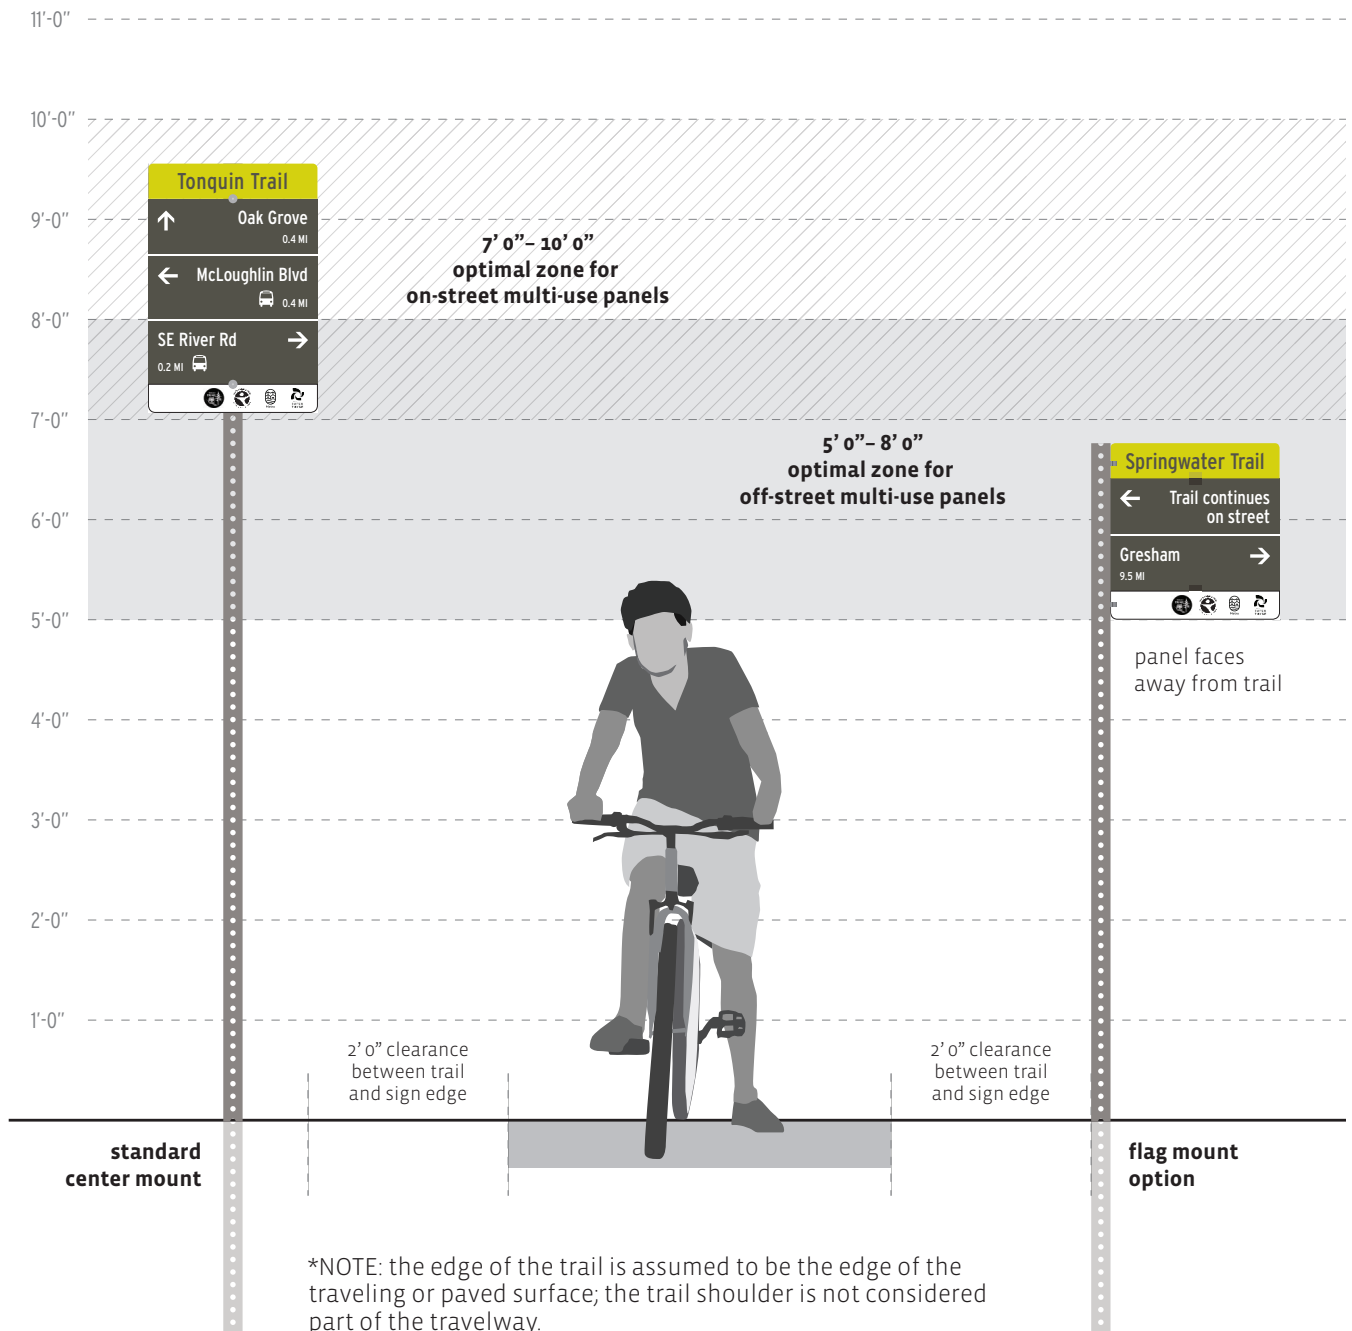 11'-0"
10'-0"
Tonquin Trail
9'-0"
Oak Grove
0.4 MI
7' 0"– 10' 0"
optimal zone for
on-street multi-use panels
McLoughlin Blvd
0.4 MI
8'-0"
SE River Rd
0.2 MI
7'-0"
5' 0"– 8' 0"
optimal zone for
off-street multi-use panels
Springwater Trail
Trail continues
on street
6'-0"
Gresham
9.5 MI
5'-0"
panel faces
away from trail
4'-0"
3'-0"
2'-0"
1'-0"
2' 0" clearance
between trail
and sign edge
2' 0" clearance
between trail
and sign edge
standard
center mount
flag mount
option
*NOTE: the edge of the trail is assumed to be the edge of the
traveling or paved surface; the trail shoulder is not considered
part of the travelway.